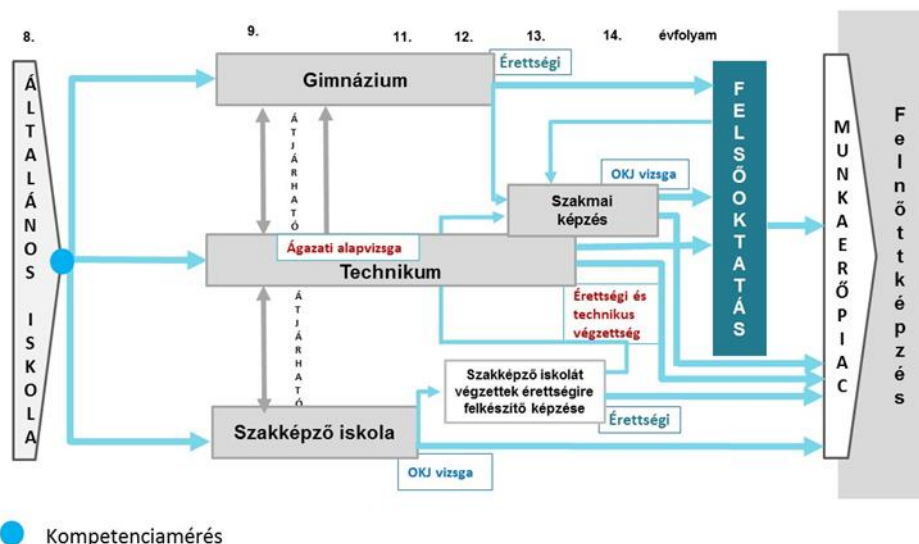 8.
9.
11.
12.
13.
14.
évfolyam
ÁLTALÁNOS ISKOLA
Gimnázium
Érettségi
ÁTJÁRHATÓ
FELSŐOKTATÁS
MUNKAERŐPIAC
Felnőttképzés
OKJ vizsga
Szakmai
képzés
Ágazati alapvizsga
Technikum
Érettségi és
technikus
végzettség
ÁTJÁRHATÓ
Szakképző iskolát
végzettek érettségire
felkészítő képzése
Szakképző iskola
Érettségi
OKJ vizsga
Kompetenciamérés